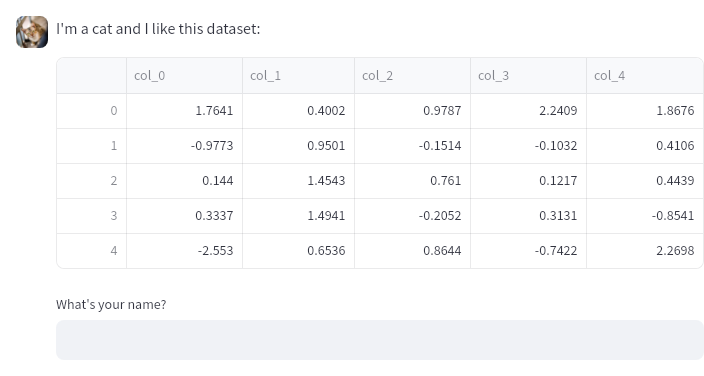 I'm a cat and I like this dataset:
col_0 col_1 col_2 col_3 col_4
0 1.7641 0.4002 0.9787 2.2409 1.8676
1 -0.9773 0.9501 -0.1514 -0.1032 0.4106
2 0.144 1.4543 0.761 0.1217 0.4439
3 0.3337 1.4941 -0.2052 0.3131 -0.8541
4 -2.553 0.6536 0.8644 -0.7422 2.2698
What's your name?